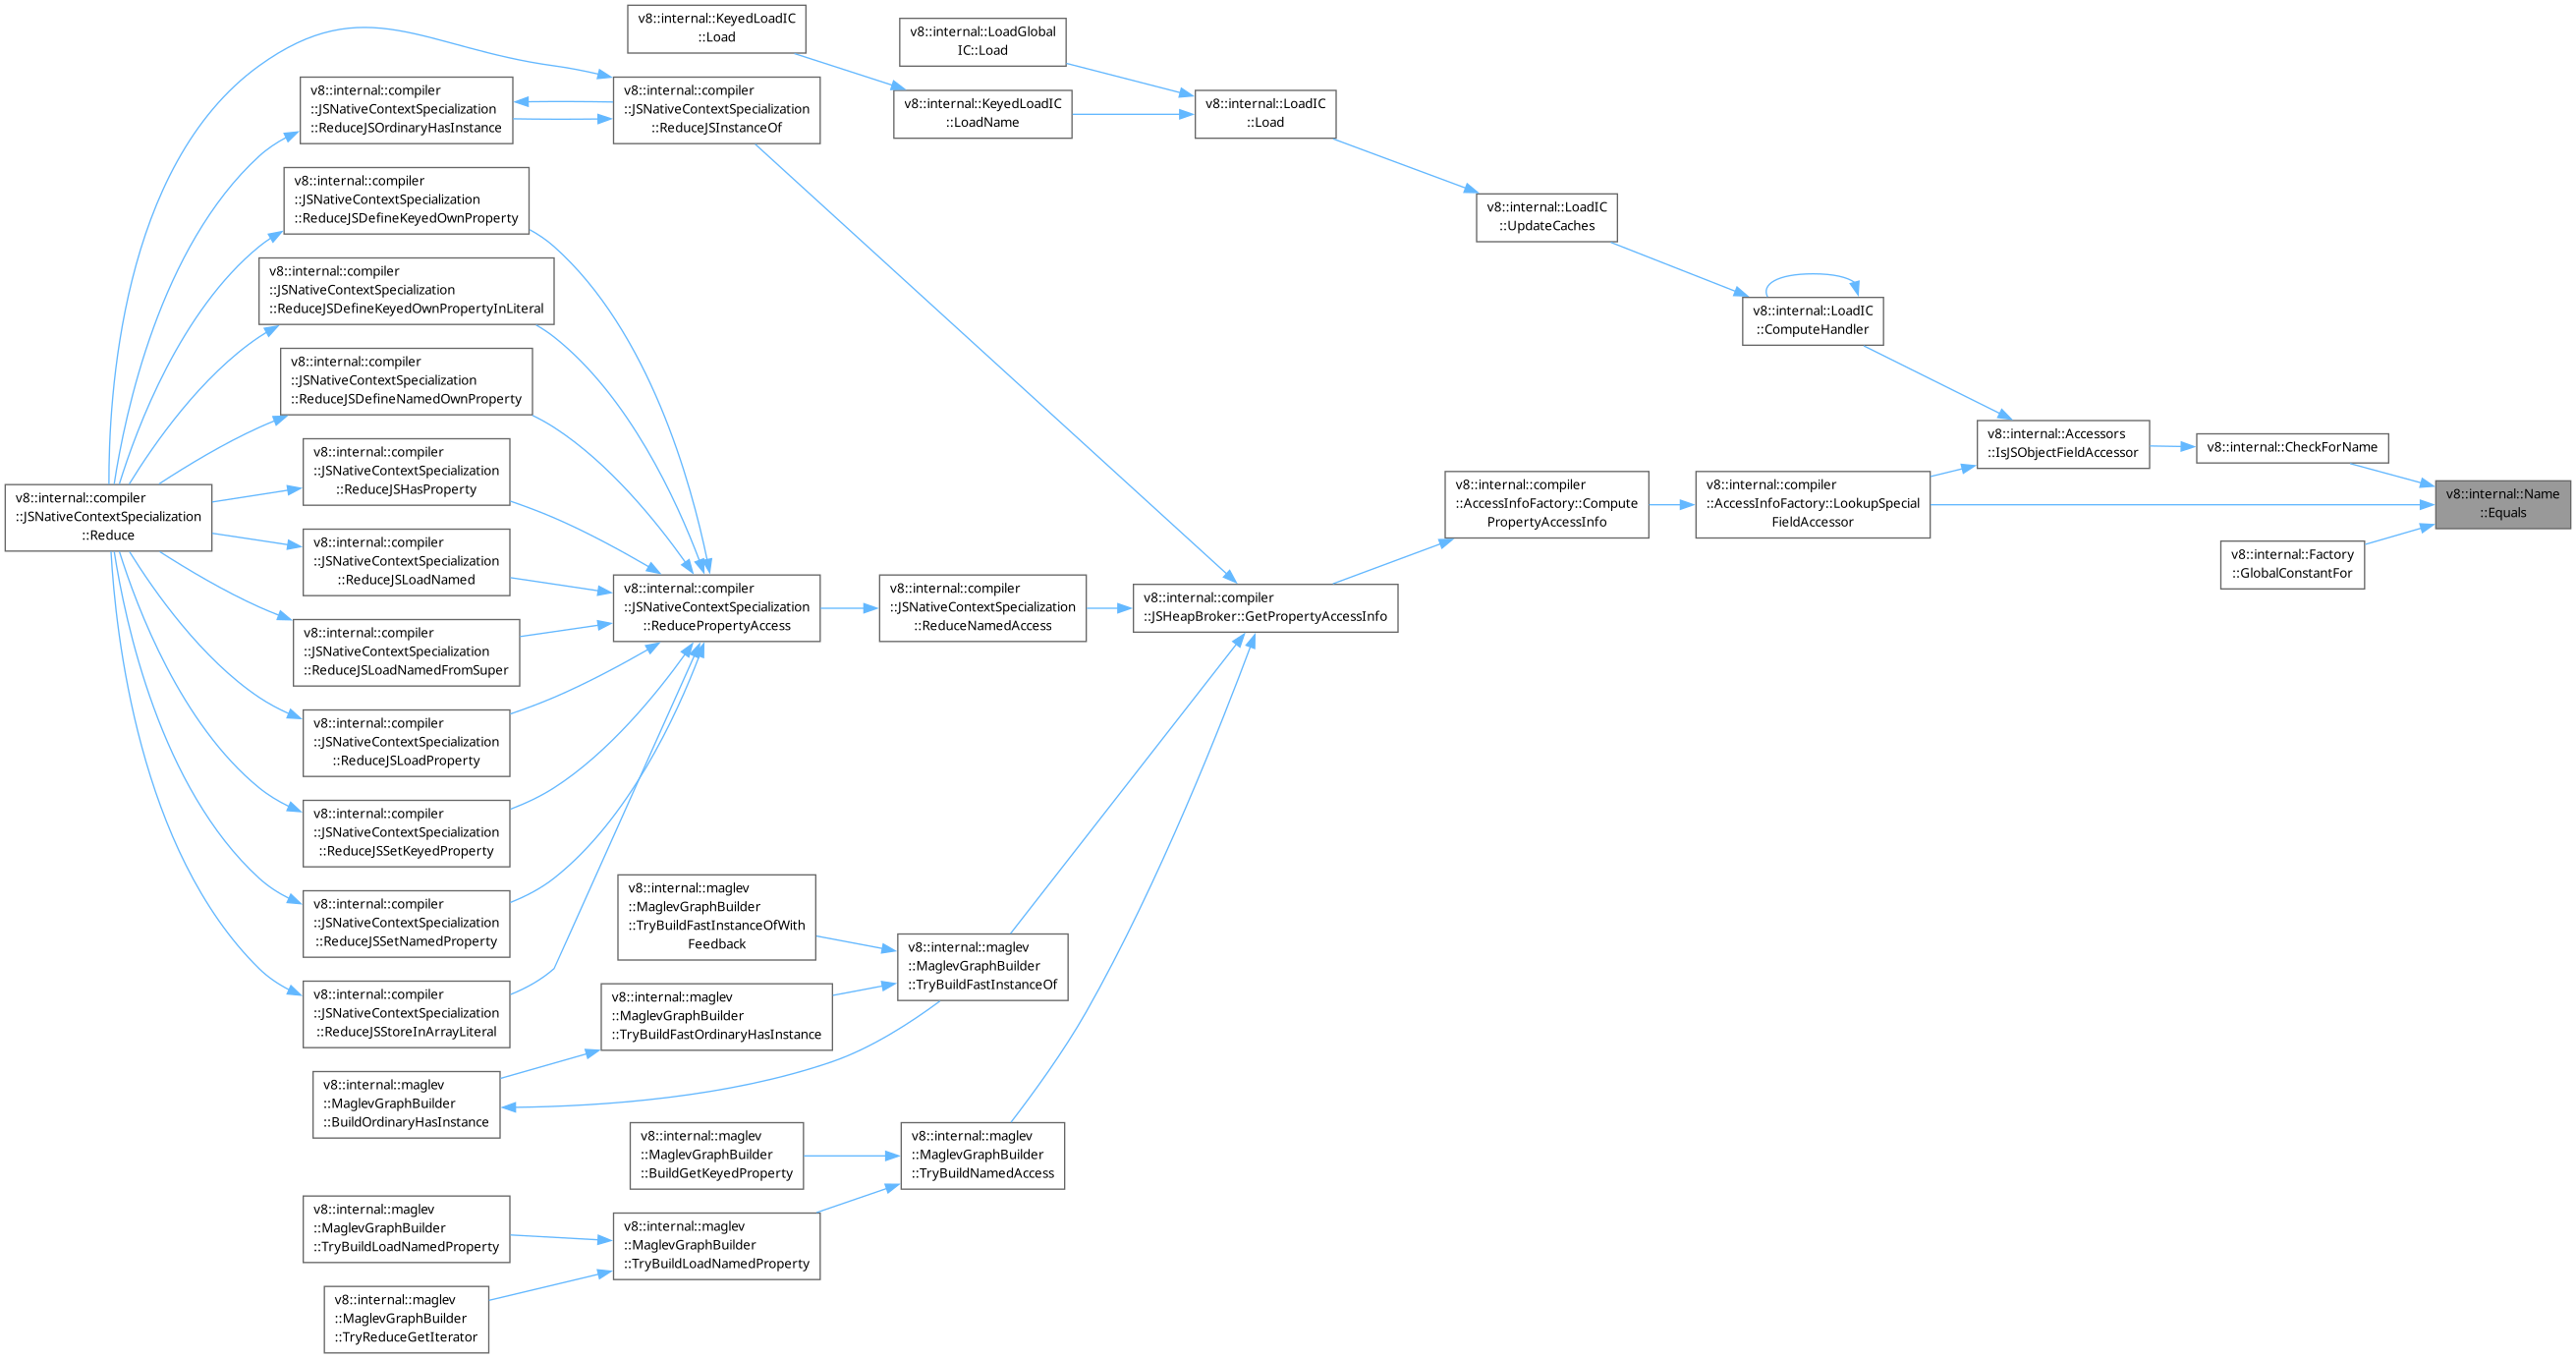 v8::internal::KeyedLoadIC
::Load
v8::internal::LoadGlobal
IC::Load
v8::internal::compiler
::JSNativeContextSpecialization
::ReduceJSOrdinaryHasInstance
v8::internal::compiler
::JSNativeContextSpecialization
::ReduceJSInstanceOf
v8::internal::KeyedLoadIC
::LoadName
v8::internal::LoadIC
::Load
v8::internal::compiler
::JSNativeContextSpecialization
::ReduceJSDefineKeyedOwnProperty
v8::internal::LoadIC
::UpdateCaches
v8::internal::compiler
::JSNativeContextSpecialization
::ReduceJSDefineKeyedOwnPropertyInLiteral
v8::internal::LoadIC
::ComputeHandler
v8::internal::compiler
::JSNativeContextSpecialization
::ReduceJSDefineNamedOwnProperty
v8::internal::Accessors
::IsJSObjectFieldAccessor
v8::internal::CheckForName
v8::internal::compiler
::JSNativeContextSpecialization
::ReduceJSHasProperty
v8::internal::compiler
::AccessInfoFactory::Compute
PropertyAccessInfo
v8::internal::compiler
::AccessInfoFactory::LookupSpecial
FieldAccessor
v8::internal::Name
::Equals
v8::internal::compiler
::JSNativeContextSpecialization
::Reduce
v8::internal::compiler
::JSNativeContextSpecialization
::ReduceJSLoadNamed
v8::internal::Factory
::GlobalConstantFor
v8::internal::compiler
::JSNativeContextSpecialization
::ReducePropertyAccess
v8::internal::compiler
::JSNativeContextSpecialization
::ReduceNamedAccess
v8::internal::compiler
::JSHeapBroker::GetPropertyAccessInfo
v8::internal::compiler
::JSNativeContextSpecialization
::ReduceJSLoadNamedFromSuper
v8::internal::compiler
::JSNativeContextSpecialization
::ReduceJSLoadProperty
v8::internal::compiler
::JSNativeContextSpecialization
::ReduceJSSetKeyedProperty
v8::internal::compiler
::JSNativeContextSpecialization
::ReduceJSSetNamedProperty
v8::internal::maglev
::MaglevGraphBuilder
::TryBuildFastInstanceOfWith
Feedback
v8::internal::maglev
::MaglevGraphBuilder
::TryBuildFastInstanceOf
v8::internal::compiler
::JSNativeContextSpecialization
::ReduceJSStoreInArrayLiteral
v8::internal::maglev
::MaglevGraphBuilder
::TryBuildFastOrdinaryHasInstance
v8::internal::maglev
::MaglevGraphBuilder
::BuildOrdinaryHasInstance
v8::internal::maglev
::MaglevGraphBuilder
::BuildGetKeyedProperty
v8::internal::maglev
::MaglevGraphBuilder
::TryBuildNamedAccess
v8::internal::maglev
::MaglevGraphBuilder
::TryBuildLoadNamedProperty
v8::internal::maglev
::MaglevGraphBuilder
::TryBuildLoadNamedProperty
v8::internal::maglev
::MaglevGraphBuilder
::TryReduceGetIterator